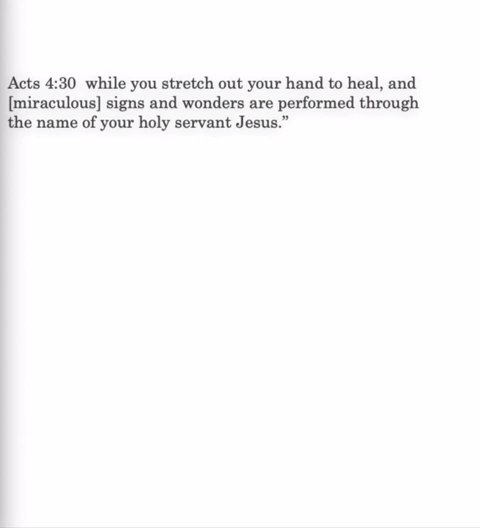 Acts 4:30  while you stretch out your hand to heal, and
[miraculous] signs and wonders are performed through
the name of your holy servant Jesus.”